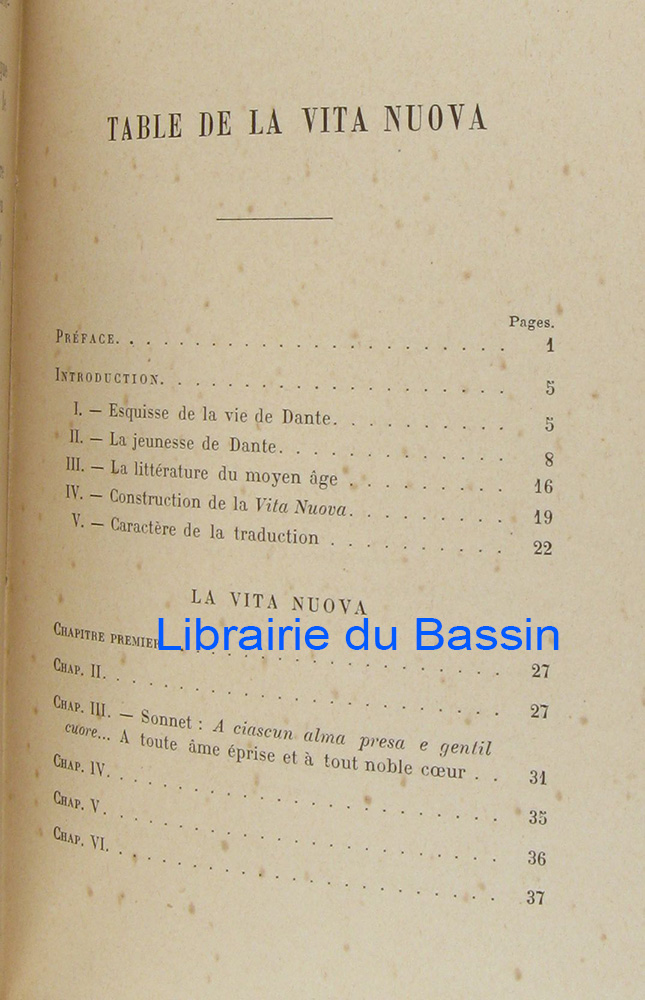 TABLE DE LA VITA NUOVA
Pages.
PRÉFACE. . . . . . . . . . . . . . . . . . . . . 1
INTRODUCTION. . . . . . . . . . . . . . . . . . . 5
I. — Esquisse de la vie de Dante. . . . . . . . . 5
II. — La jeunesse de Dante. . . . . . . . . . . . 8
III. — La littérature du moyen âge . . . . . . . . 16
IV. — Construction de la Vita Nuova. . . . . . . . 19
V. — Caractère de la traduction . . . . . . . . . 22
LA VITA NUOVA
CHAPITRE PREMIER . . . . . . . . . . . . . . . . 27
Librairie du Bassin
CHAP. II. . . . . . . . . . . . . . . . . . . . . 27
CHAP. III. — Sonnet : A ciascun alma presa e gentil
cuore... A toute âme éprise et à tout noble cœur . . 31
CHAP. IV. . . . . . . . . . . . . . . . . . . . . 35
CHAP. V. . . . . . . . . . . . . . . . . . . . . 36
CHAP. VI. . . . . . . . . . . . . . . . . . . . . 37